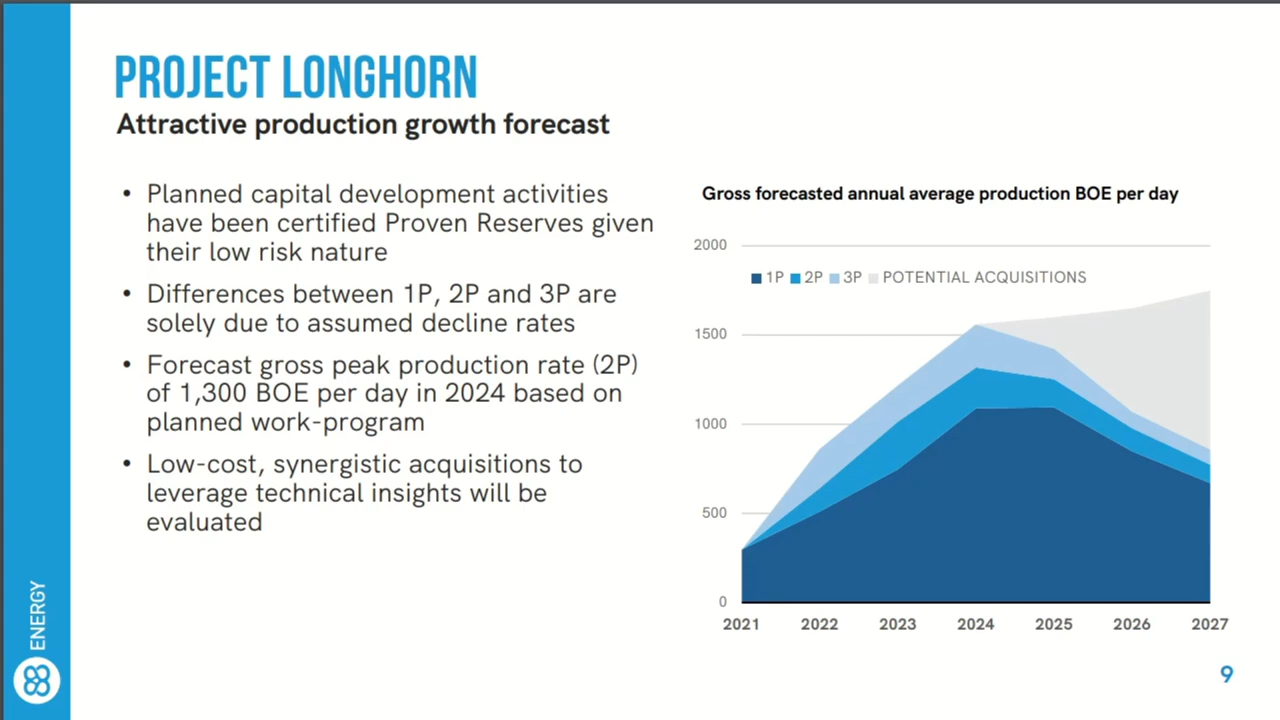 PROJECT LONGHORN
Attractive production growth forecast
• Planned capital development activities
have been certified Proven Reserves given
their low risk nature
• Differences between 1P, 2P and 3P are
solely due to assumed decline rates
• Forecast gross peak production rate (2P)
of 1,300 BOE per day in 2024 based on
planned work-program
• Low-cost, synergistic acquisitions to
leverage technical insights will be
evaluated
Gross forecasted annual average production BOE per day
2000
1P 2P 3P POTENTIAL ACQUISITIONS
1500
1000
500
0
2021 2022 2023 2024 2025 2026 2027
88 ENERGY
9